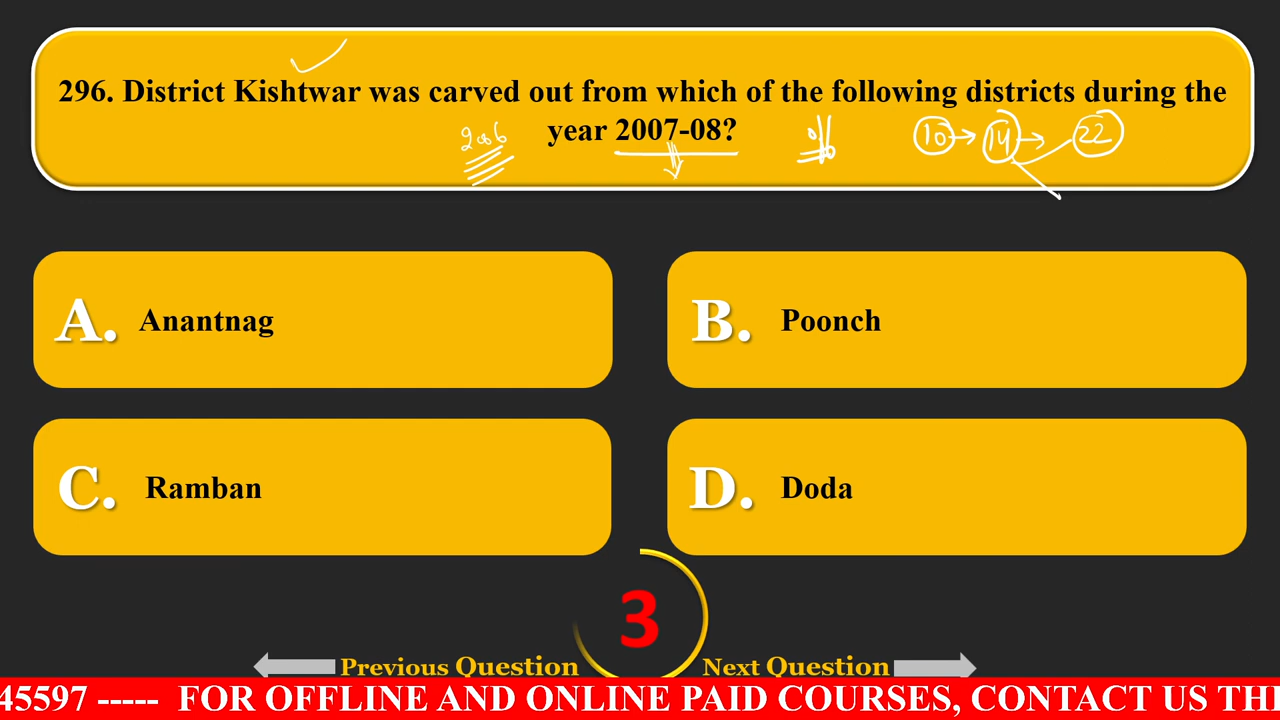 296. District Kishtwar was carved out from which of the following districts during the
year 2007-08?
2006
10 → 14 → 22
A. Anantnag
B. Poonch
C. Ramban
D. Doda
3
Previous Question
Next Question
45597 ----- FOR OFFLINE AND ONLINE PAID COURSES, CONTACT US